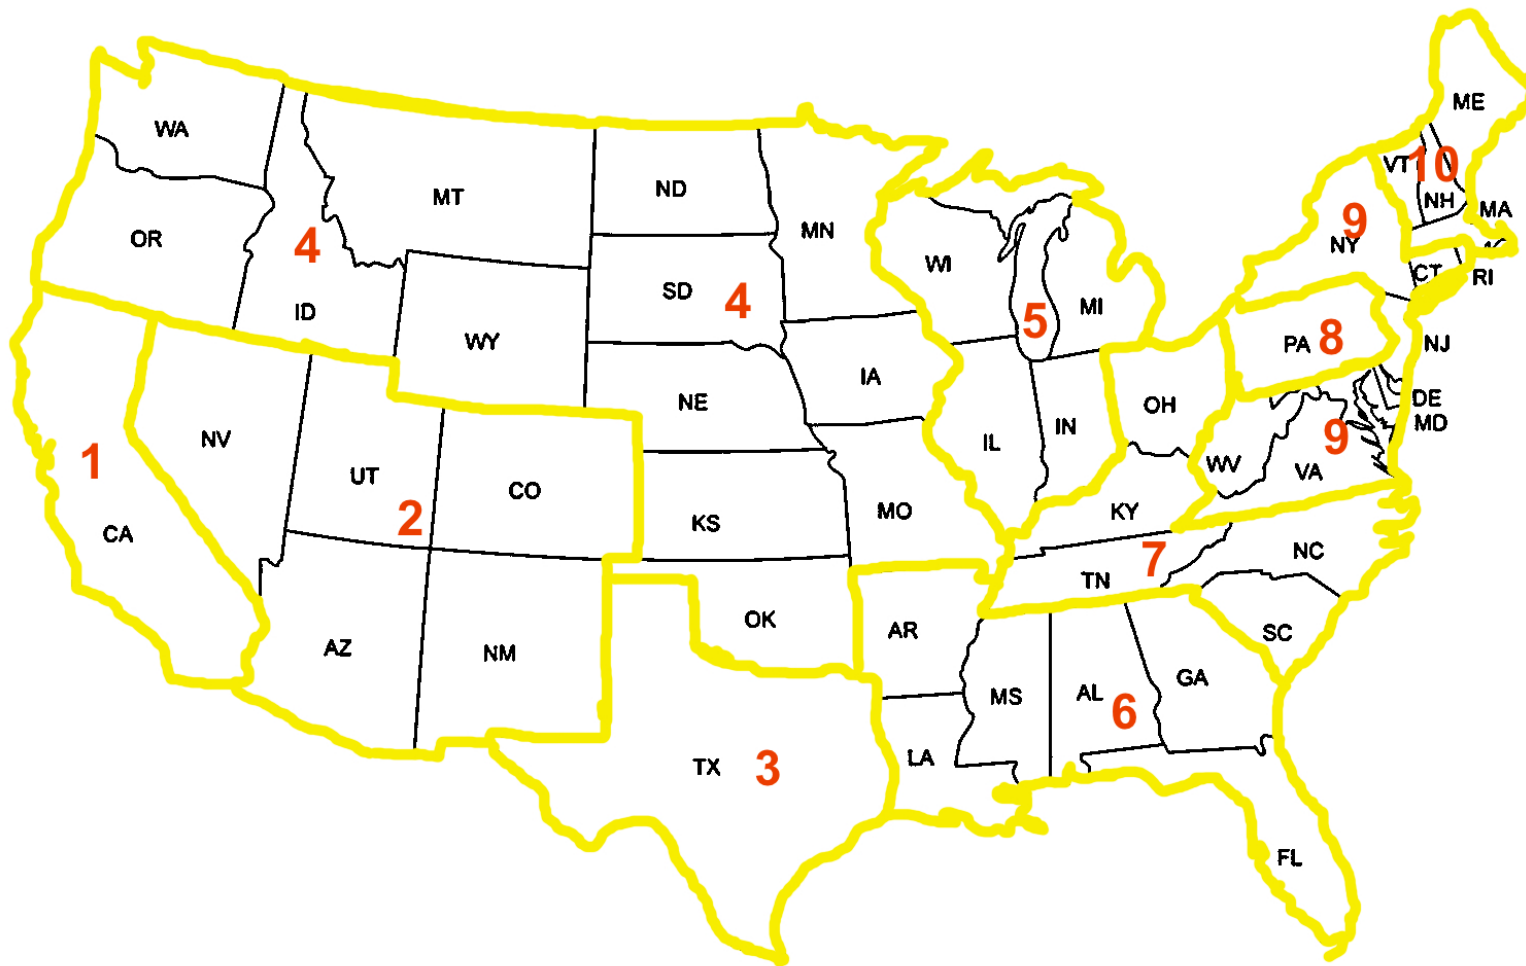 ME
WA
VT 10
MT
ND
NH MA
OR
MN
9
NY
4
WI
CT RI
SD 4
ID
MI
5
WY
PA 8 NJ
IA
NE
OH
DE
MD
IN
NV
9
IL
1
WV
VA
UT
CO
KY
MO
2
KS
CA
NC
7
TN
OK
AR
SC
AZ
NM
GA
MS
AL
6
LA
TX 3
FL